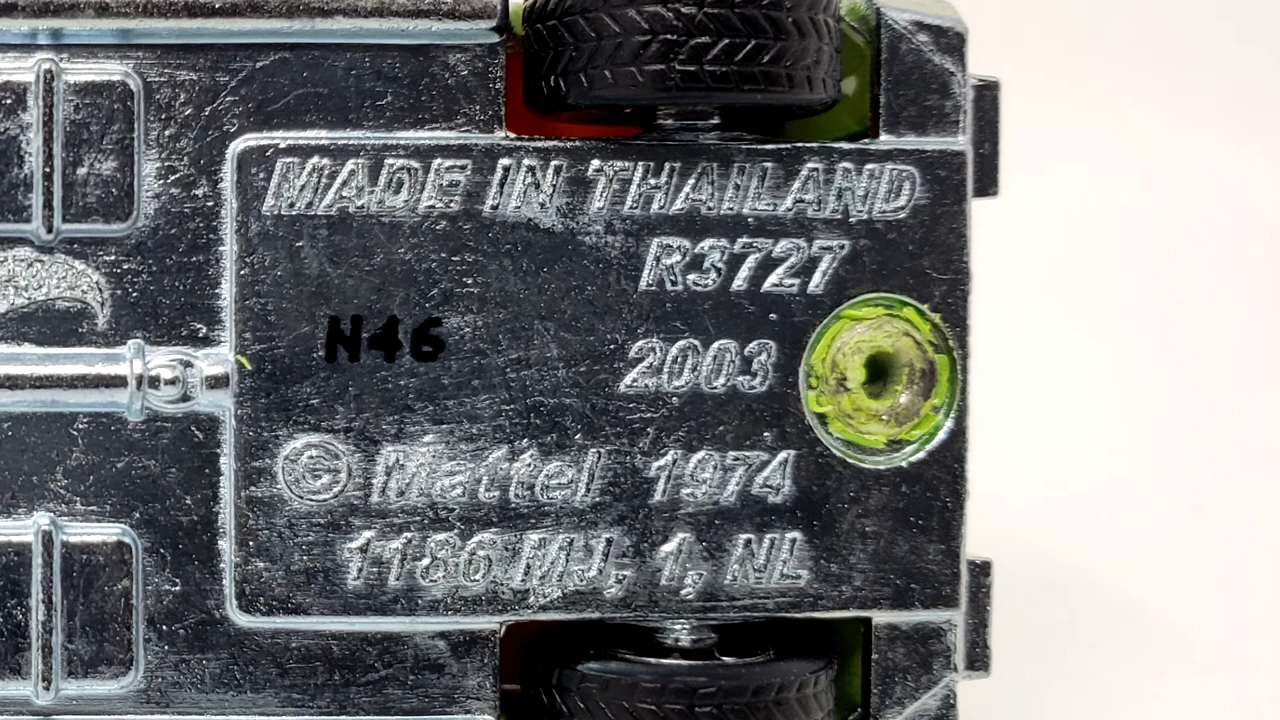 MADE IN THAILAND
R3727
N46
2003
© Mattel 1974
1186 MJ, 1, NL